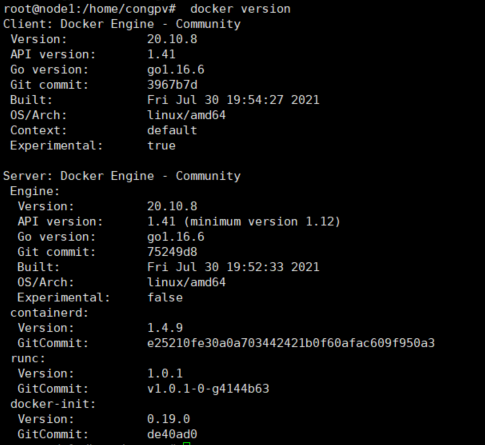 root@node1:/home/congpv#  docker version
Client: Docker Engine - Community
 Version:           20.10.8
 API version:       1.41
 Go version:        go1.16.6
 Git commit:        3967b7d
 Built:             Fri Jul 30 19:54:27 2021
 OS/Arch:           linux/amd64
 Context:           default
 Experimental:      true

Server: Docker Engine - Community
 Engine:
  Version:          20.10.8
  API version:      1.41 (minimum version 1.12)
  Go version:       go1.16.6
  Git commit:       75249d8
  Built:            Fri Jul 30 19:52:33 2021
  OS/Arch:          linux/amd64
  Experimental:     false
 containerd:
  Version:          1.4.9
  GitCommit:        e25210fe30a0a703442421b0f60afac609f950a3
 runc:
  Version:          1.0.1
  GitCommit:        v1.0.1-0-g4144b63
 docker-init:
  Version:          0.19.0
  GitCommit:        de40ad0